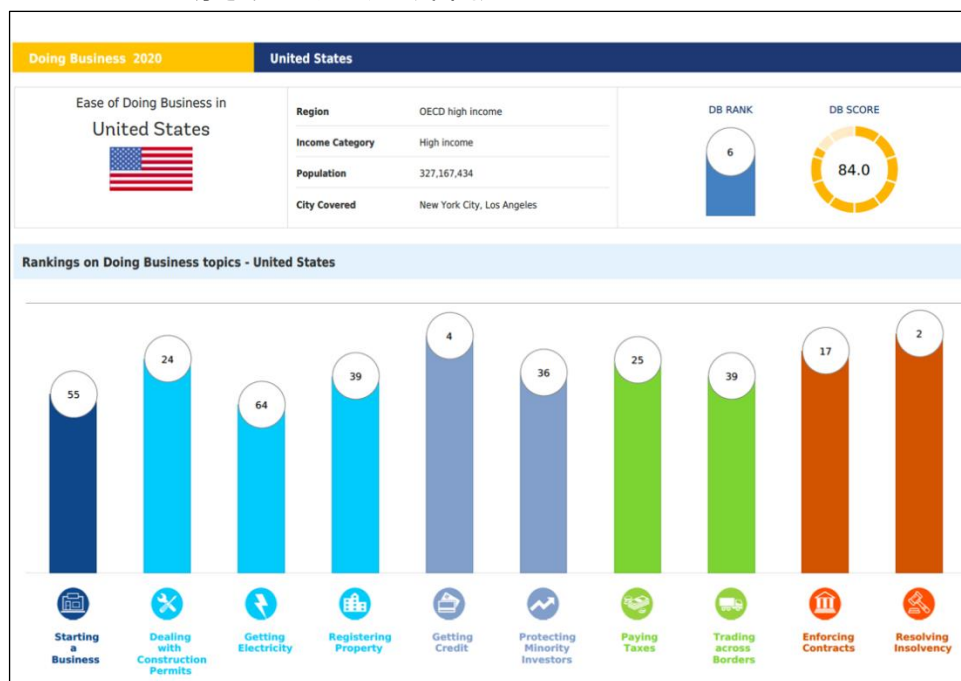 Doing Business 2020
United States
Ease of Doing Business in
United States
Region OECD high income
Income Category High income
Population 327,167,434
City Covered New York City, Los Angeles
DB RANK
6
DB SCORE
84.0
Rankings on Doing Business topics - United States
55
24
64
39
4
36
25
39
17
2
Starting
a
Business
Dealing
with
Construction
Permits
Getting
Electricity
Registering
Property
Getting
Credit
Protecting
Minority
Investors
Paying
Taxes
Trading
across
Borders
Enforcing
Contracts
Resolving
Insolvency